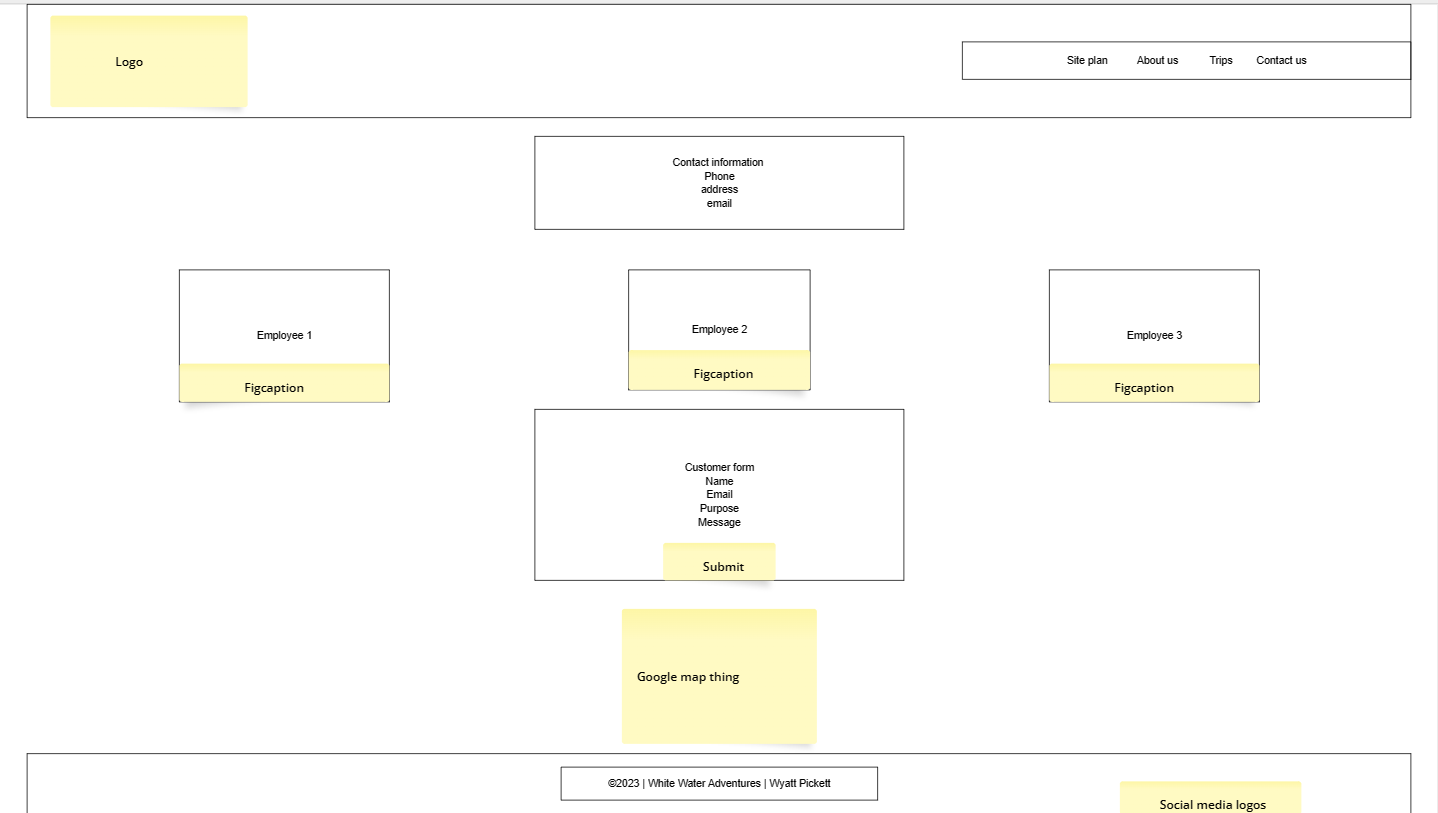 Logo
Site plan About us Trips Contact us
Contact information
Phone
address
email
Employee 1
Figcaption
Employee 2
Figcaption
Employee 3
Figcaption
Customer form
Name
Email
Purpose
Message
Submit
Google map thing
©2023 | White Water Adventures | Wyatt Pickett
Social media logos